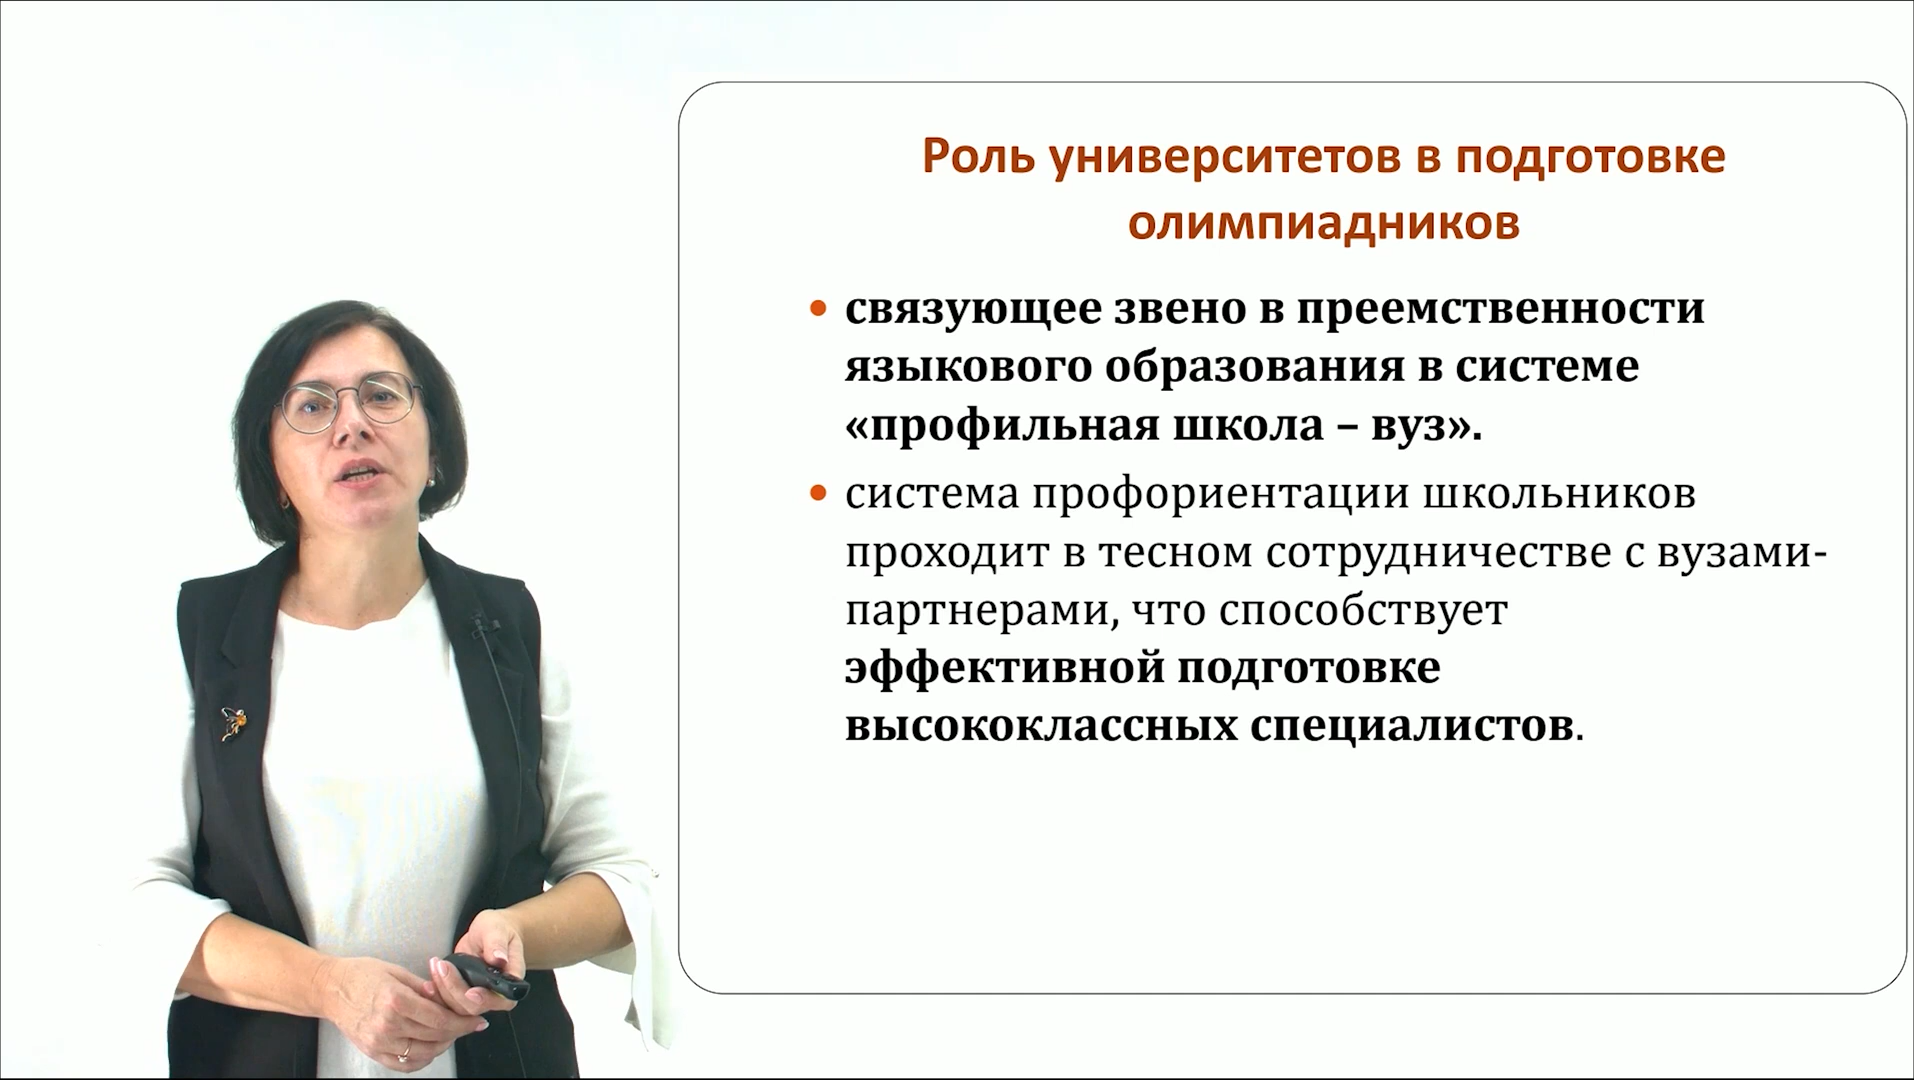 Роль университетов в подготовке
олимпиадников
• связующее звено в преемственности
языкового образования в системе
«профильная школа – вуз».
• система профориентации школьников
проходит в тесном сотрудничестве с вузами-
партнерами, что способствует
эффективной подготовке
высококлассных специалистов.